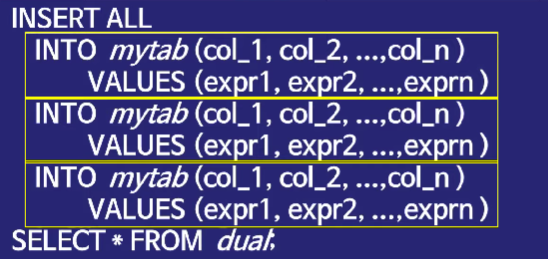 INSERT ALL
INTO mytab (col_1, col_2, ...,col_n )
VALUES (expr1, expr2, ...,exprn )
INTO mytab (col_1, col_2, ...,col_n )
VALUES (expr1, expr2, ...,exprn )
INTO mytab (col_1, col_2, ...,col_n )
VALUES (expr1, expr2, ...,exprn )
SELECT * FROM dual;